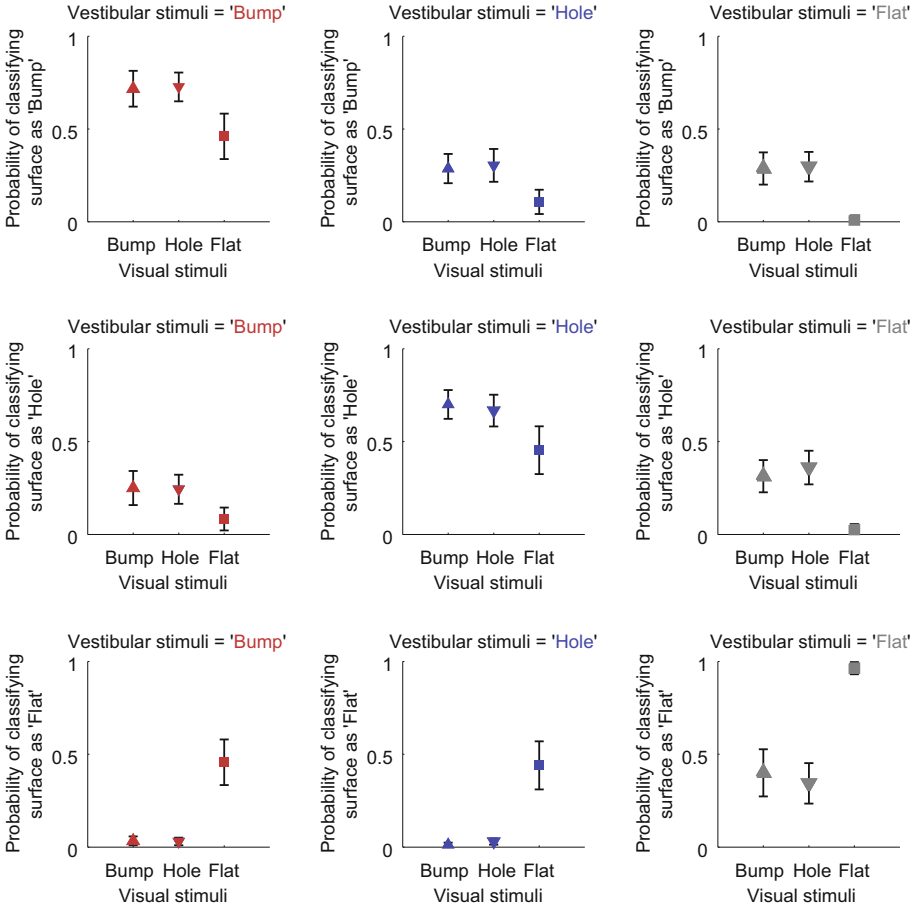 Vestibular stimuli = 'Bump'
Probability of classifying
surface as 'Bump'
1
0.5
0
Bump Hole Flat
Visual stimuli
Vestibular stimuli = 'Hole'
Probability of classifying
surface as 'Bump'
1
0.5
0
Bump Hole Flat
Visual stimuli
Vestibular stimuli = 'Flat'
Probability of classifying
surface as 'Bump'
1
0.5
0
Bump Hole Flat
Visual stimuli
Vestibular stimuli = 'Bump'
Probability of classifying
surface as 'Hole'
1
0.5
0
Bump Hole Flat
Visual stimuli
Vestibular stimuli = 'Hole'
Probability of classifying
surface as 'Hole'
1
0.5
0
Bump Hole Flat
Visual stimuli
Vestibular stimuli = 'Flat'
Probability of classifying
surface as 'Hole'
1
0.5
0
Bump Hole Flat
Visual stimuli
Vestibular stimuli = 'Bump'
Probability of classifying
surface as 'Flat'
1
0.5
0
Bump Hole Flat
Visual stimuli
Vestibular stimuli = 'Hole'
Probability of classifying
surface as 'Flat'
1
0.5
0
Bump Hole Flat
Visual stimuli
Vestibular stimuli = 'Flat'
Probability of classifying
surface as 'Flat'
1
0.5
0
Bump Hole Flat
Visual stimuli